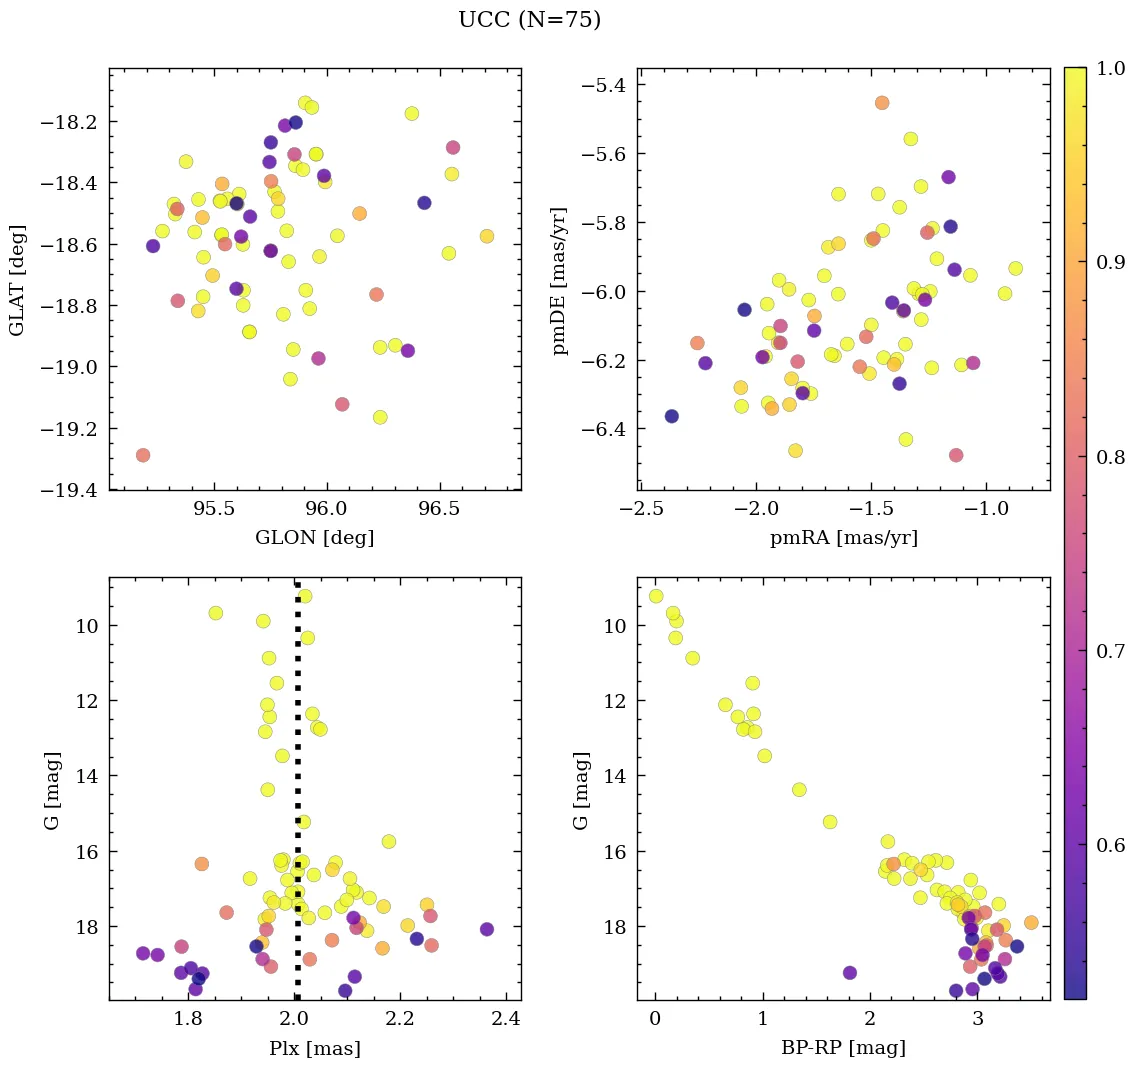 UCC (N=75)
−18.2
−18.4
−18.6
−18.8
−19.0
−19.2
−19.4
GLAT [deg]
95.5 96.0 96.5
GLON [deg]
−5.4
−5.6
−5.8
−6.0
−6.2
−6.4
pmDE [mas/yr]
−2.5 −2.0 −1.5 −1.0
pmRA [mas/yr]
10
12
14
16
18
G [mag]
1.8 2.0 2.2 2.4
Plx [mas]
10
12
14
16
18
G [mag]
0 1 2 3
BP-RP [mag]
1.0
0.9
0.8
0.7
0.6